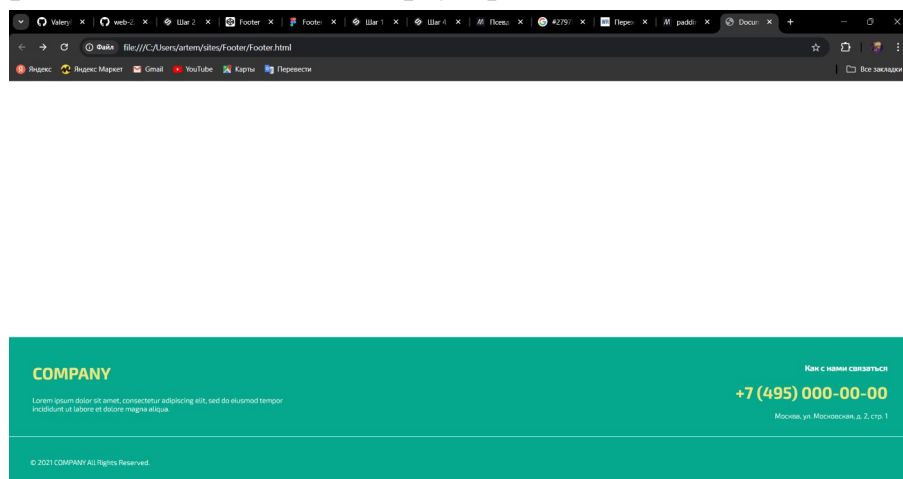 Valery
web-2
Шаг 2
Footer
Footer
Шаг 1
Шаг 4
Псевд
#2797
Перех
paddin
Docun
Файл file:///C:/Users/artem/sites/Footer/Footer.html
Яндекс Яндекс Маркет Gmail YouTube Карты Перевести Все закладки
COMPANY
Lorem ipsum dolor sit amet, consectetur adipiscing elit, sed do eiusmod tempor
incididunt ut labore et dolore magna aliqua.
Как с нами связаться
+7 (495) 000-00-00
Москва, ул. Московская, д. 2, стр. 1
© 2021 COMPANY All Rights Reserved.